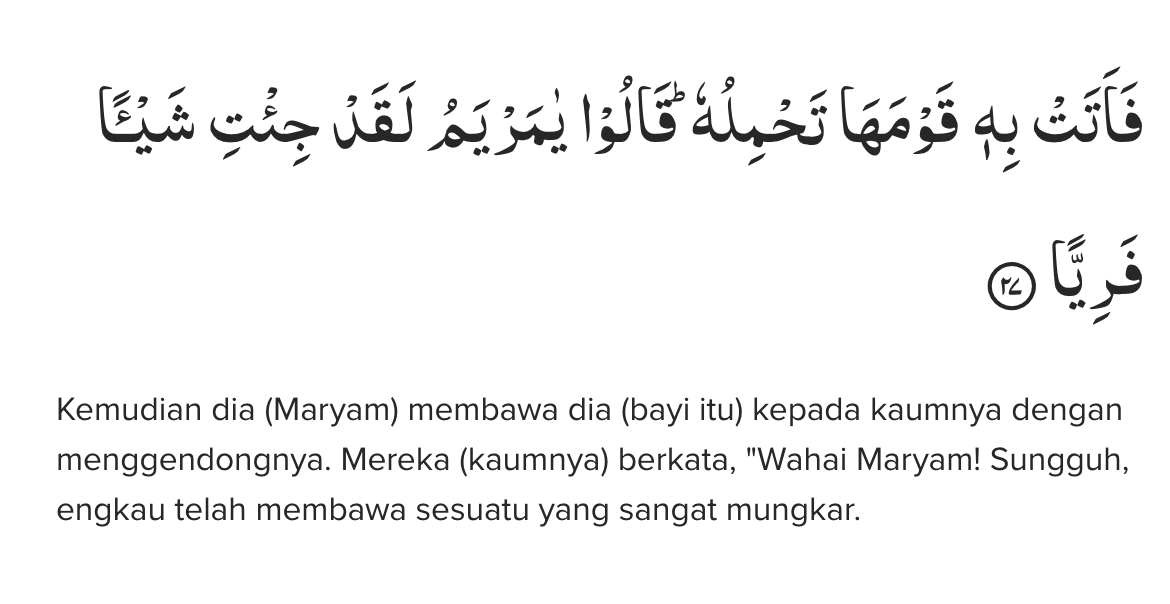 فَاَتَتْ بِهٖ قَوْمَهَا تَحْمِلُهٗ ۗقَالُوْا يٰمَرْيَمُ لَقَدْ جِئْتِ شَيْـًٔا
فَرِيًّا ٢٧
Kemudian dia (Maryam) membawa dia (bayi itu) kepada kaumnya dengan
menggendongnya. Mereka (kaumnya) berkata, "Wahai Maryam! Sungguh,
engkau telah membawa sesuatu yang sangat mungkar.